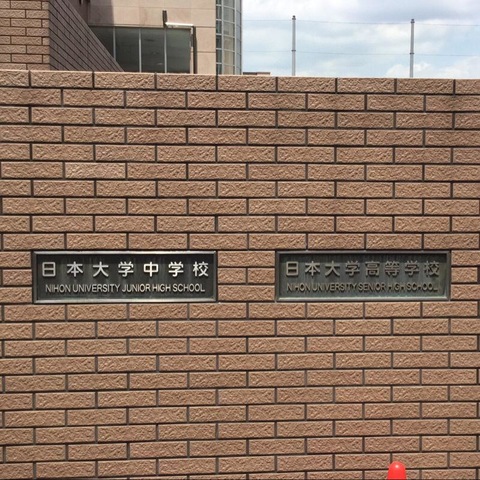 日本大学中学校
NIHON UNIVERSITY JUNIOR HIGH SCHOOL
日本大学高等学校
NIHON UNIVERSITY SENIOR HIGH SCHOOL